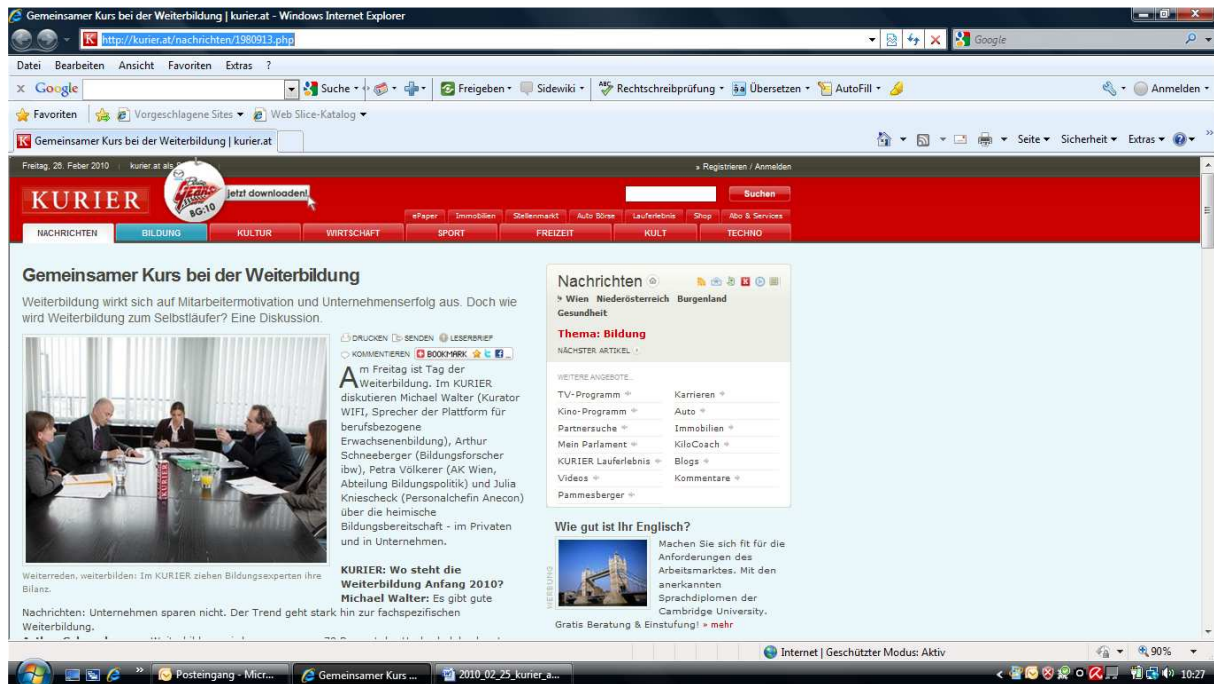 Gemeinsamer Kurs bei der Weiterbildung | kurier.at - Windows Internet Explorer
http://kurier.at/nachrichten/1980913.php
Google
Datei Bearbeiten Ansicht Favoriten Extras ?
x Google Suche Freigeben Sidewiki Rechtschreibprüfung Übersetzen AutoFill Anmelden
Favoriten Vorgeschlagene Sites Web Slice-Katalog
Gemeinsamer Kurs bei der Weiterbildung | kurier.at Seite Sicherheit Extras
Freitag, 26. Feber 2010 kurier.at als
» Registrieren / Anmelden
KURIER
BG:10
jetzt downloaden!
Suchen
ePaper Immobilien Stellenmarkt Auto Börse Lauferlebnis Shop Abo & Services
NACHRICHTEN BILDUNG KULTUR WIRTSCHAFT SPORT FREIZEIT KULT TECHNO
Gemeinsamer Kurs bei der Weiterbildung
Weiterbildung wirkt sich auf Mitarbeitermotivation und Unternehmenserfolg aus. Doch wie
wird Weiterbildung zum Selbstläufer? Eine Diskussion.
DRUCKEN SENDEN LESERBRIEF
KOMMENTIEREN BOOKMARK
Am Freitag ist Tag der
Weiterbildung. Im KURIER
diskutieren Michael Walter (Kurator
WIFI, Sprecher der Plattform für
berufsbezogene
Erwachsenenbildung), Arthur
Schneeberger (Bildungsforscher
ibw), Petra Völkerer (AK Wien,
Abteilung Bildungspolitik) und Julia
Kniescheck (Personalchefin Anecon)
über die heimische
Bildungsbereitschaft - im Privaten
und in Unternehmen.
KURIER
Weiterreden, weiterbilden: Im KURIER ziehen Bildungsexperten ihre
Bilanz.
KURIER: Wo steht die
Weiterbildung Anfang 2010?
Michael Walter: Es gibt gute
Nachrichten: Unternehmen sparen nicht. Der Trend geht stark hin zur fachspezifischen
Weiterbildung.
Nachrichten
Wien Niederösterreich Burgenland
Gesundheit
Thema: Bildung
NÄCHSTER ARTIKEL
WEITERE ANGEBOTE...
TV-Programm Karrieren
Kino-Programm Auto
Partnersuche Immobilien
Mein Parlament KiloCoach
KURIER Lauferlebnis Blogs
Videos Kommentare
Pammesberger
Wie gut ist Ihr Englisch?
WERBUNG
Machen Sie sich fit für die
Anforderungen des
Arbeitsmarktes. Mit den
anerkannten
Sprachdiplomen der
Cambridge University.
Gratis Beratung & Einstufung! » mehr
Internet | Geschützter Modus: Aktiv 90%
Posteingang - Micr... Gemeinsamer Kurs ... 2010_02_25_kurier_a... 10:27